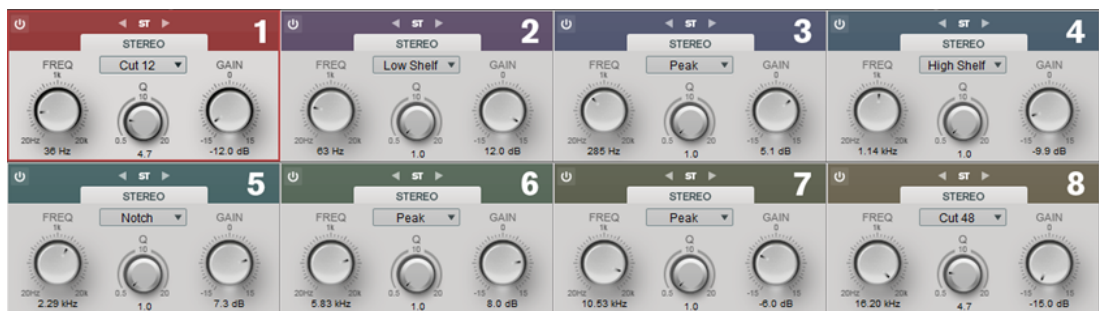 ST 1
STEREO
FREQ Cut 12 GAIN
1k Q 0
10
20Hz 20k 0.5 20 -15 15
36 Hz 4.7 -12.0 dB
ST 2
STEREO
FREQ Low Shelf GAIN
1k Q 0
10
20Hz 20k 0.5 20 -15 15
63 Hz 1.0 12.0 dB
ST 3
STEREO
FREQ Peak GAIN
1k Q 0
10
20Hz 20k 0.5 20 -15 15
285 Hz 1.0 5.1 dB
ST 4
STEREO
FREQ High Shelf GAIN
1k Q 0
10
20Hz 20k 0.5 20 -15 15
1.14 kHz 1.0 -9.9 dB
ST 5
STEREO
FREQ Notch GAIN
1k Q 0
10
20Hz 20k 0.5 20 -15 15
2.29 kHz 1.0 7.3 dB
ST 6
STEREO
FREQ Peak GAIN
1k Q 0
10
20Hz 20k 0.5 20 -15 15
5.83 kHz 1.0 8.0 dB
ST 7
STEREO
FREQ Peak GAIN
1k Q 0
10
20Hz 20k 0.5 20 -15 15
10.53 kHz 1.0 -6.0 dB
ST 8
STEREO
FREQ Cut 48 GAIN
1k Q 0
10
20Hz 20k 0.5 20 -15 15
16.20 kHz 4.7 -15.0 dB